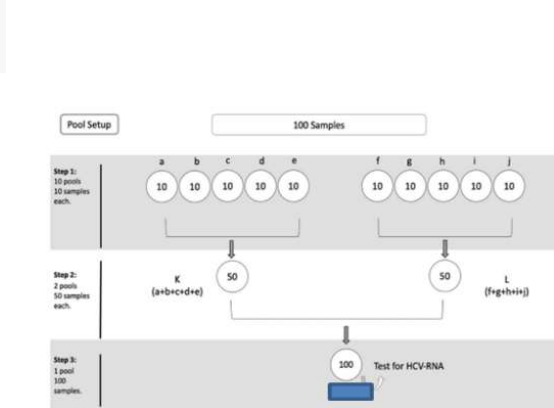 Pool Setup
100 Samples
a b c d e f g h i j
Step 1:
10 pools
10 samples
each.
10 10 10 10 10 10 10 10 10 10
Step 2:
2 pools
50 samples
each.
K
(a+b+c+d+e)
50
50
L
(f+g+h+i+j)
Step 3:
1 pool
100
samples.
100
Test for HCV-RNA